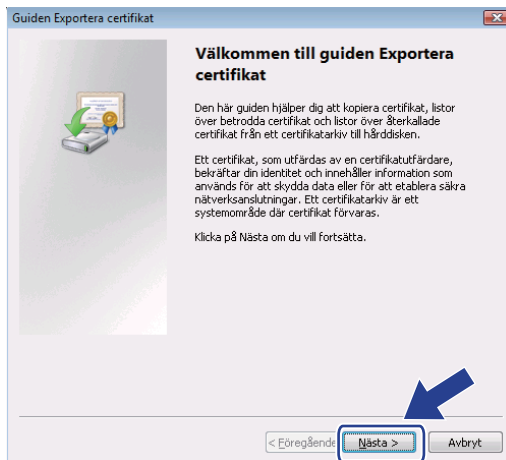 Guiden Exportera certifikat
Välkommen till guiden Exportera
certifikat
Den här guiden hjälper dig att kopiera certifikat, listor
över betrodda certifikat och listor över återkallade
certifikat från ett certifikatarkiv till hårddisken.
Ett certifikat, som utfärdas av en certifikatutfärdare,
bekräftar din identitet och innehåller information som
används för att skydda data eller för att etablera säkra
nätverksanslutningar. Ett certifikatarkiv är ett
systemområde där certifikat förvaras.
Klicka på Nästa om du vill fortsätta.
< Föregående Nästa > Avbryt